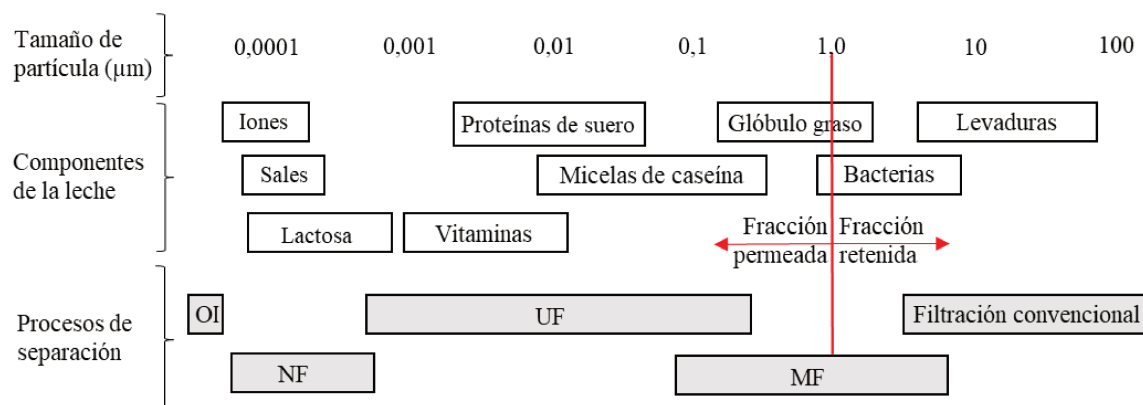 Tamaño de
partícula (µm)
0,0001 0,001 0,01 0,1 1,0 10 100
Componentes
de la leche
Iones Proteínas de suero Glóbulo graso Levaduras
Sales Micelas de caseína Bacterias
Lactosa Vitaminas
Fracción
permeada
Fracción
retenida
Procesos de
separación
OI UF Filtración convencional
NF MF